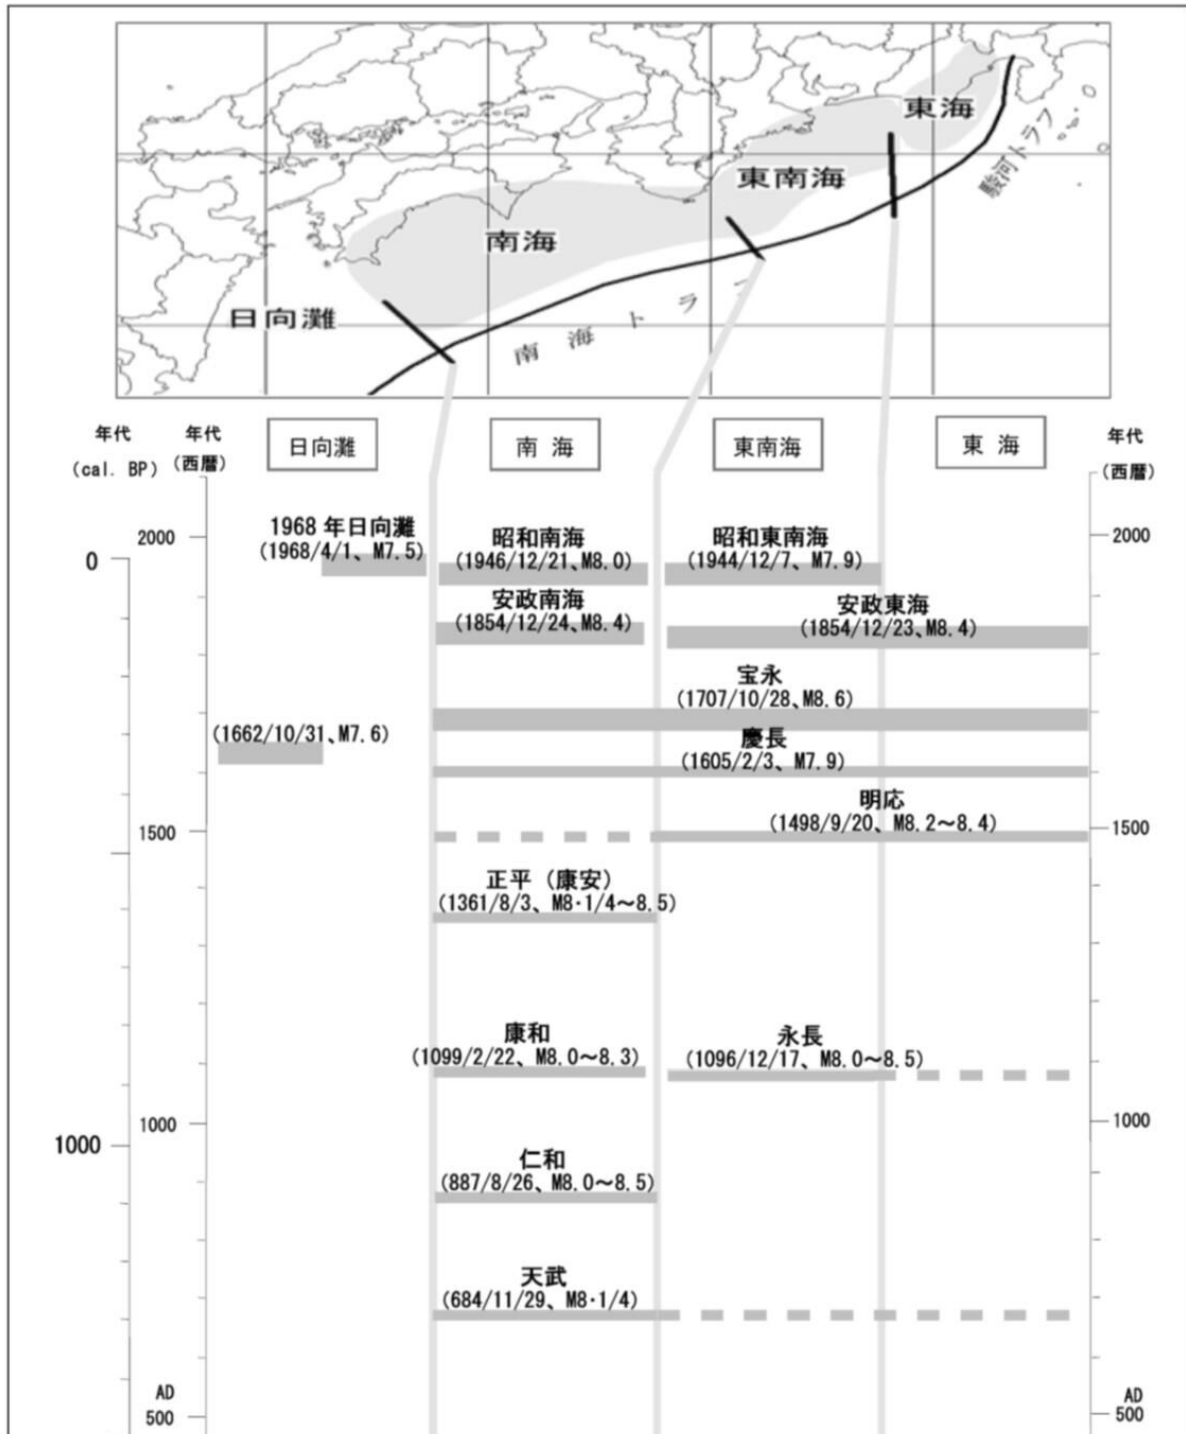 東海
東南海
駿河トラフ
南海
日向灘
南海トラフ
年代
(cal. BP)
年代
(西暦)
日向灘
南 海
東南海
東 海
年代
(西暦)
1968 年日向灘
(1968/4/1、M7.5)
昭和南海
(1946/12/21、M8.0)
昭和東南海
(1944/12/7、M7.9)
2000
2000
0
安政南海
(1854/12/24、M8.4)
安政東海
(1854/12/23、M8.4)
宝永
(1707/10/28、M8.6)
(1662/10/31、M7.6)
慶長
(1605/2/3、M7.9)
明応
(1498/9/20、M8.2～8.4)
1500
1500
正平（康安）
(1361/8/3、M8･1/4～8.5)
康和
(1099/2/22、M8.0～8.3)
永長
(1096/12/17、M8.0～8.5)
1000
1000
1000
仁和
(887/8/26、M8.0～8.5)
天武
(684/11/29、M8･1/4)
AD
500
AD
500